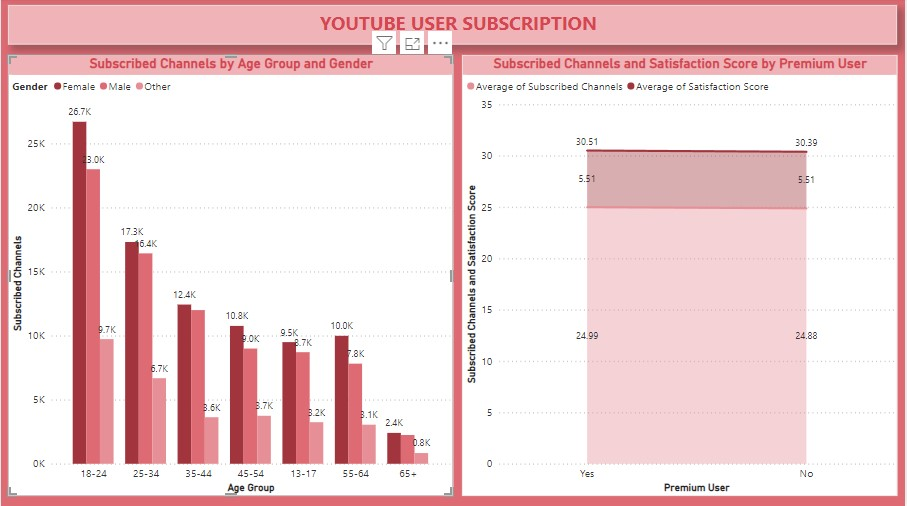 YOUTUBE USER SUBSCRIPTION
Subscribed Channels by Age Group and Gender
Gender Female Male Other
26.7K
23.0K
9.7K
17.3K
16.4K
6.7K
12.4K
3.6K
10.8K
9.0K
3.7K
9.5K
8.7K
3.2K
10.0K
7.8K
3.1K
2.4K
0.8K
25K
20K
15K
10K
5K
0K
Subscribed Channels
18-24 25-34 35-44 45-54 13-17 55-64 65+
Age Group
Subscribed Channels and Satisfaction Score by Premium User
Average of Subscribed Channels Average of Satisfaction Score
35
30
25
20
15
10
5
0
Subscribed Channels and Satisfaction Score
30.51 30.39
5.51 5.51
24.99 24.88
Yes No
Premium User